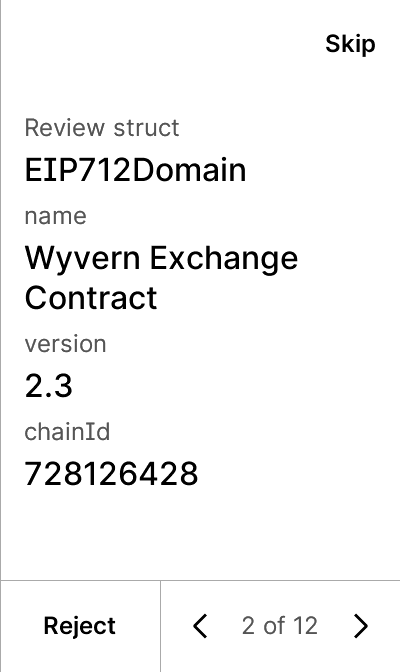 Skip
Review struct
EIP712Domain
name
Wyvern Exchange
Contract
version
2.3
chainId
728126428
Reject
2 of 12